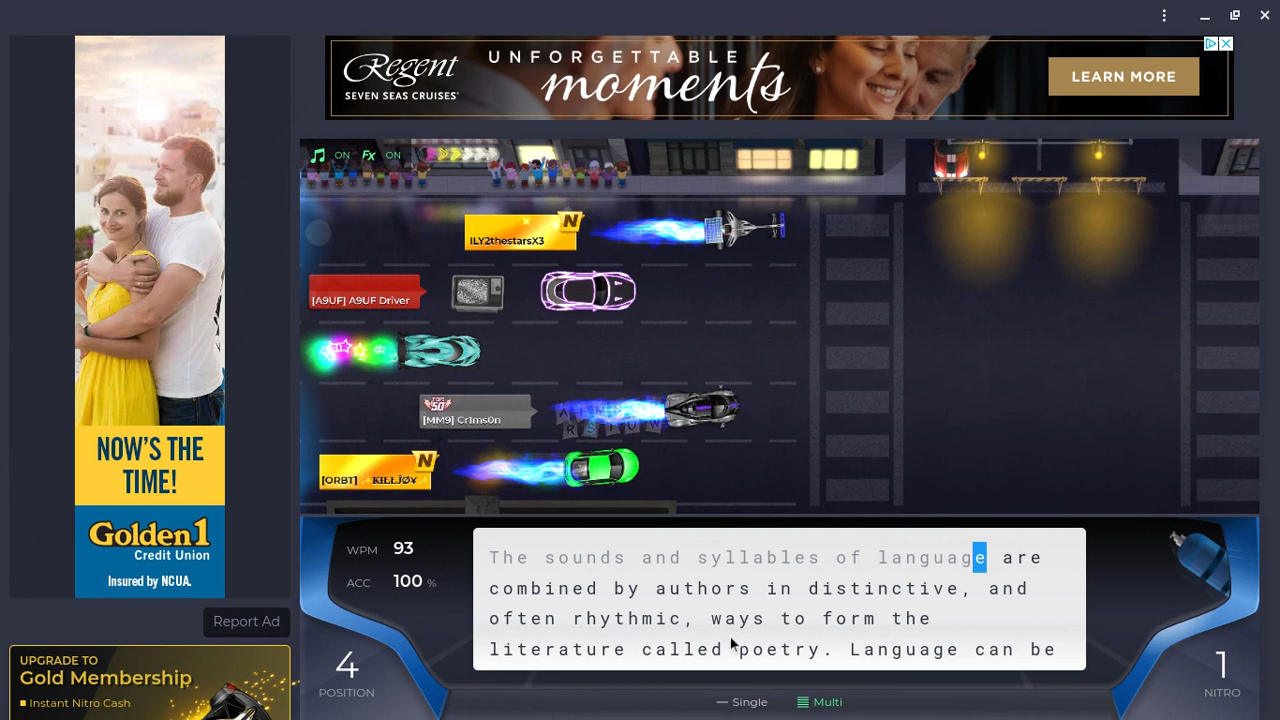 Regent
SEVEN SEAS CRUISES
UNFORGETTABLE
moments
LEARN MORE
ON
Fx
ON
N
ILY2thestarsX3
[A9UF] A9UF Driver
TOP 50
[MM9] Cr1ms0n
N
[ORBT]
NOW'S THE
TIME!
Golden1
Credit Union
Insured by NCUA.
Report Ad
UPGRADE TO
Gold Membership
Instant Nitro Cash
WPM 93
ACC 100 %
4
POSITION
The sounds and syllables of language are
combined by authors in distinctive, and
often rhythmic, ways to form the
literature called poetry. Language can be
1
NITRO
Single
Multi